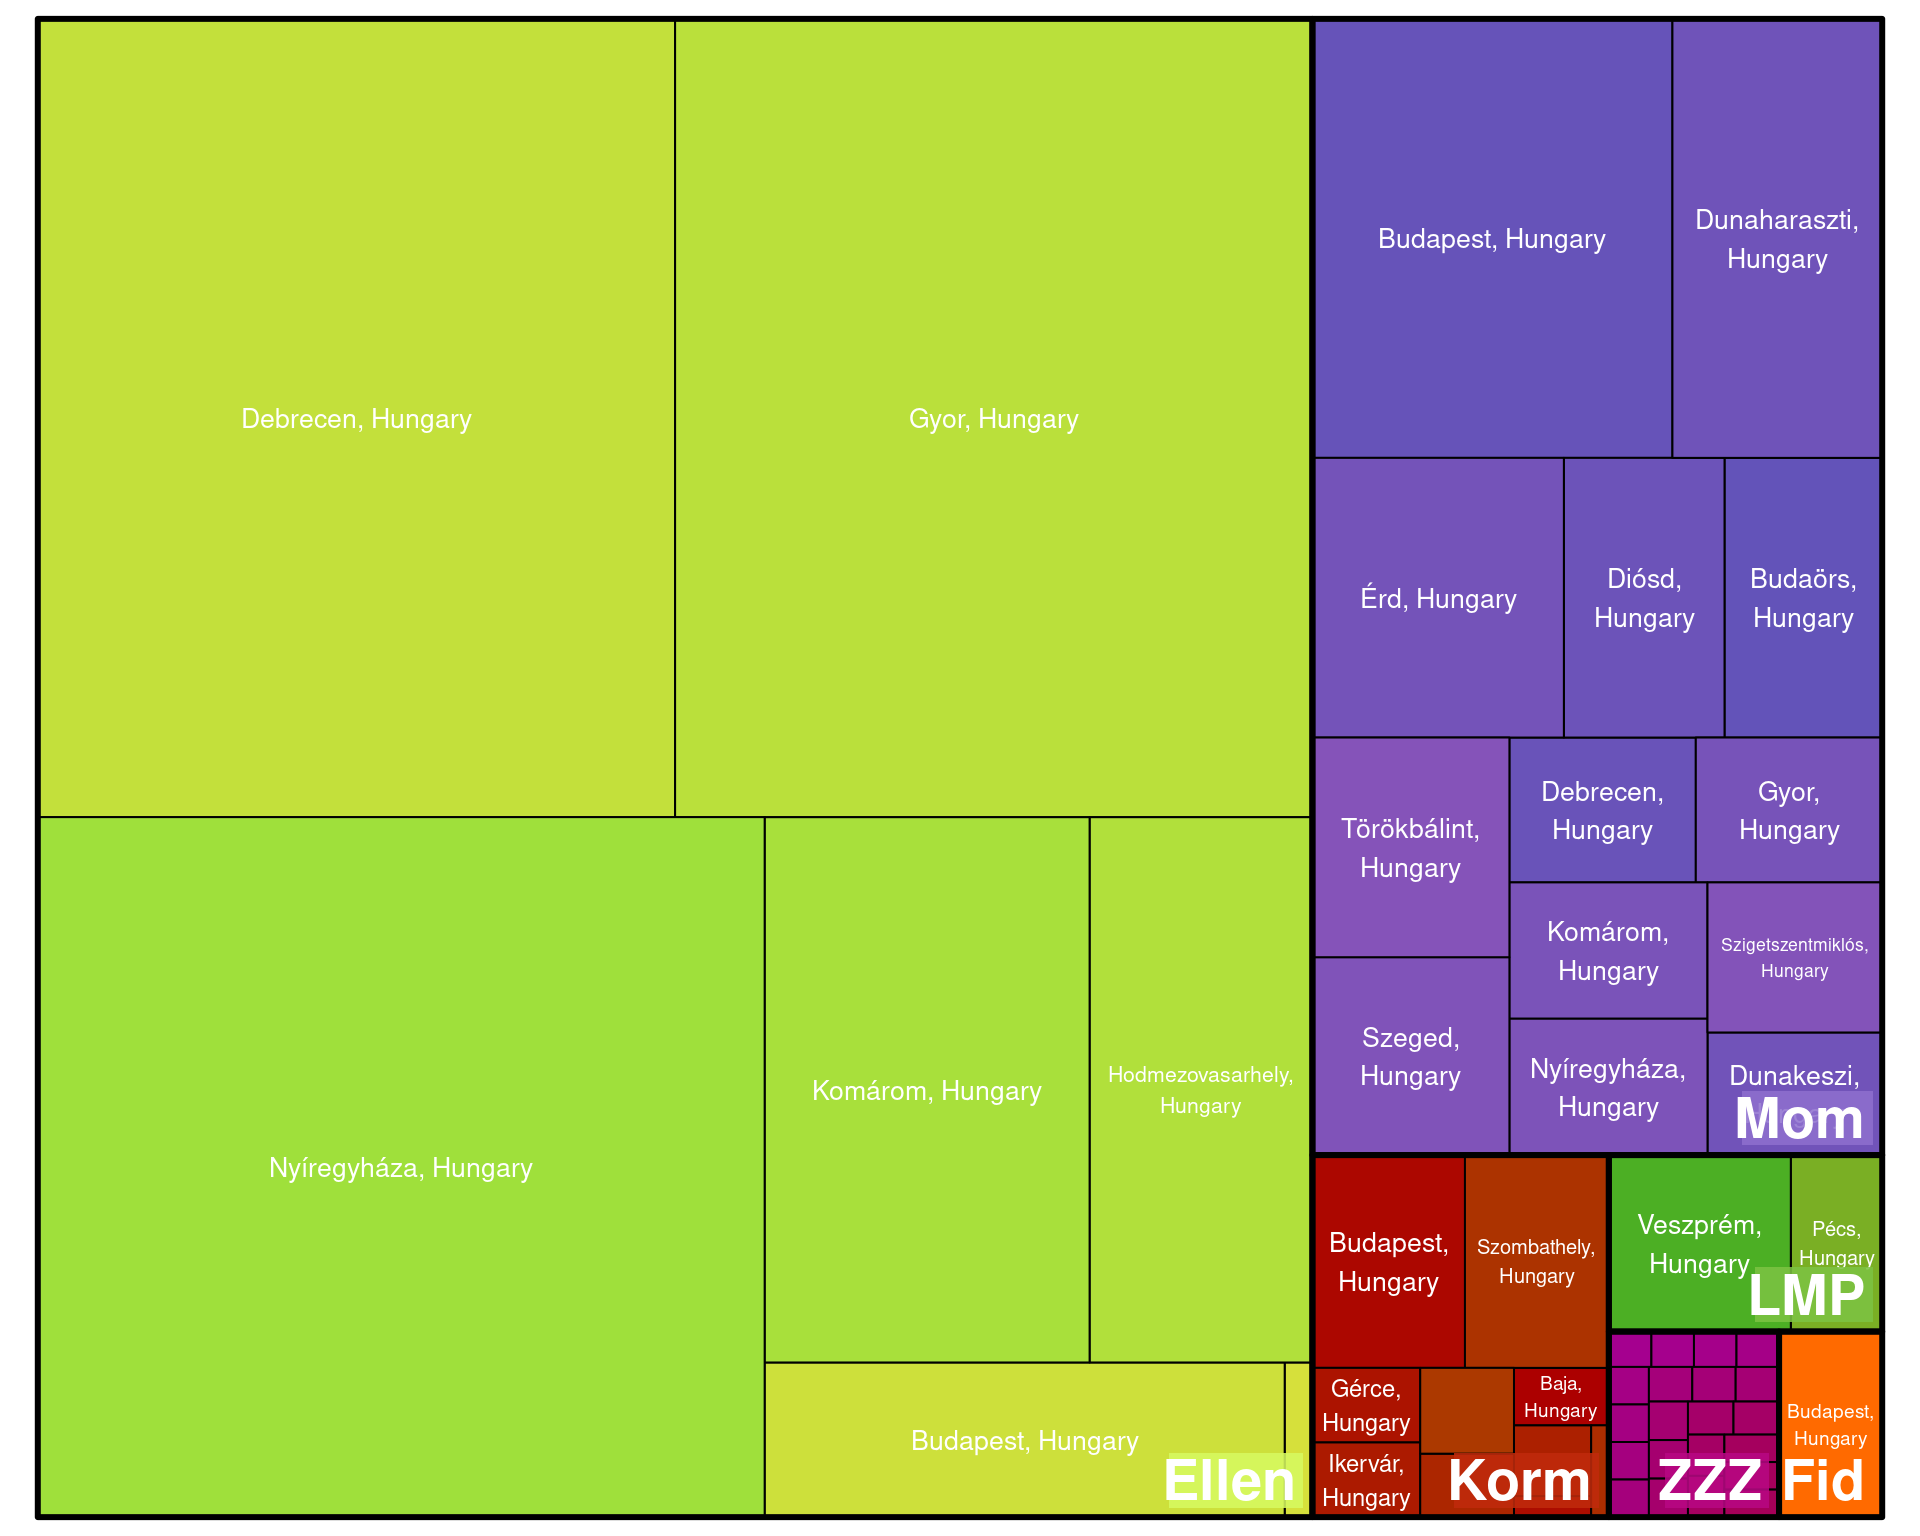 Debrecen, Hungary
Gyor, Hungary
Nyíregyháza, Hungary
Komárom, Hungary
Hodmezovasarhely,
Hungary
Budapest, Hungary
Ellen
Budapest, Hungary
Dunaharaszti,
Hungary
Érd, Hungary
Diósd,
Hungary
Budaörs,
Hungary
Törökbálint,
Hungary
Debrecen,
Hungary
Gyor,
Hungary
Komárom,
Hungary
Szigetszentmiklós,
Hungary
Szeged,
Hungary
Nyíregyháza,
Hungary
Dunakeszi,
Mom
Budapest,
Hungary
Szombathely,
Hungary
Gérce,
Hungary
Baja,
Hungary
Ikervár,
Hungary
Korm
Veszprém,
Hungary
Pécs,
Hungary
LMP
ZZZ
Budapest,
Hungary
Fid